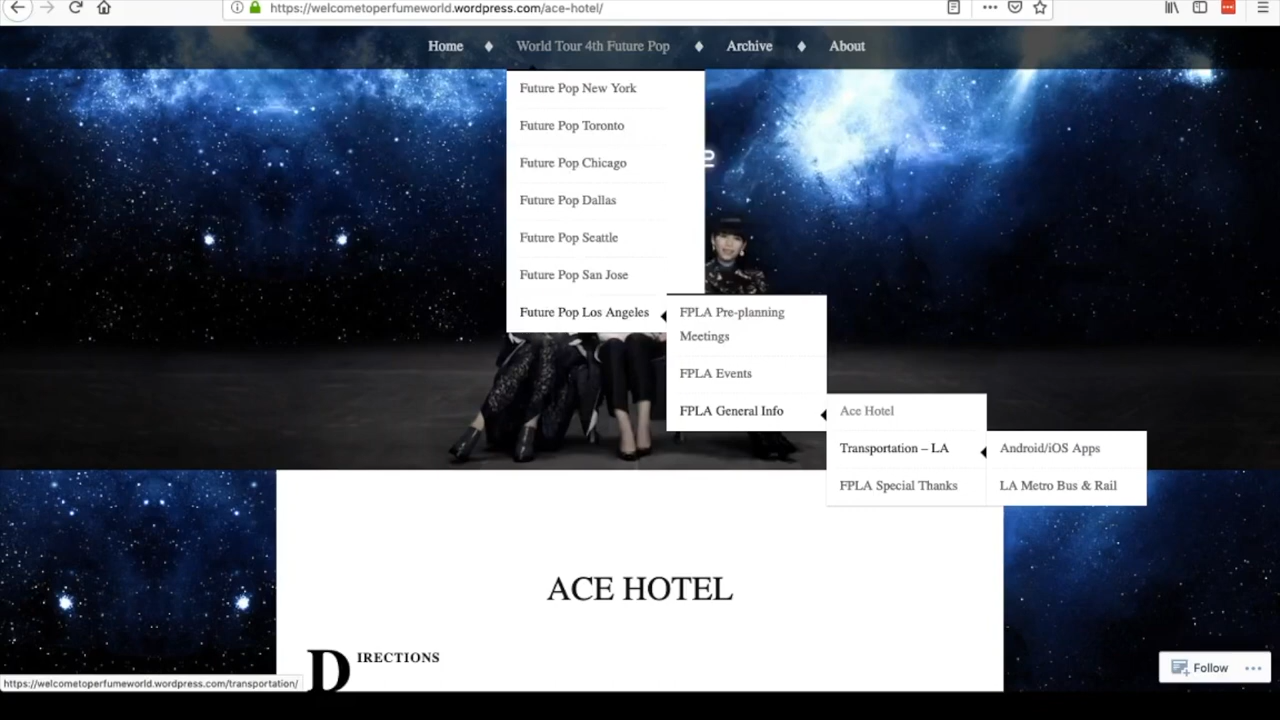 https://welcometoperfumeworld.wordpress.com/ace-hotel/
Home ♦ World Tour 4th Future Pop ♦ Archive ♦ About
Future Pop New York
Future Pop Toronto
Future Pop Chicago
Future Pop Dallas
Future Pop Seattle
Future Pop San Jose
Future Pop Los Angeles
FPLA Pre-planning
Meetings
FPLA Events
FPLA General Info
Ace Hotel
Transportation – LA
FPLA Special Thanks
Android/iOS Apps
LA Metro Bus & Rail
ACE HOTEL
DIRECTIONS
Follow
https://welcometoperfumeworld.wordpress.com/transportation/